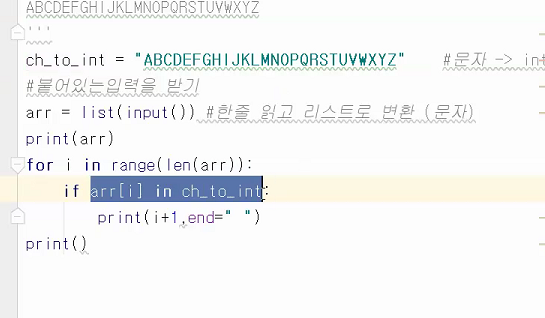 ABCDEFGHIJKLMNOPQRSTUVWXYZ
'''
ch_to_int = "ABCDEFGHIJKLMNOPQRSTUVWXYZ" #문자 -> int
#붙어있는입력을 받기
arr = list(input()) #한줄 읽고 리스트로 변환 (문자)
print(arr)
for i in range(len(arr)):
    if arr[i] in ch_to_int:
        print(i+1,end=" ")
print()